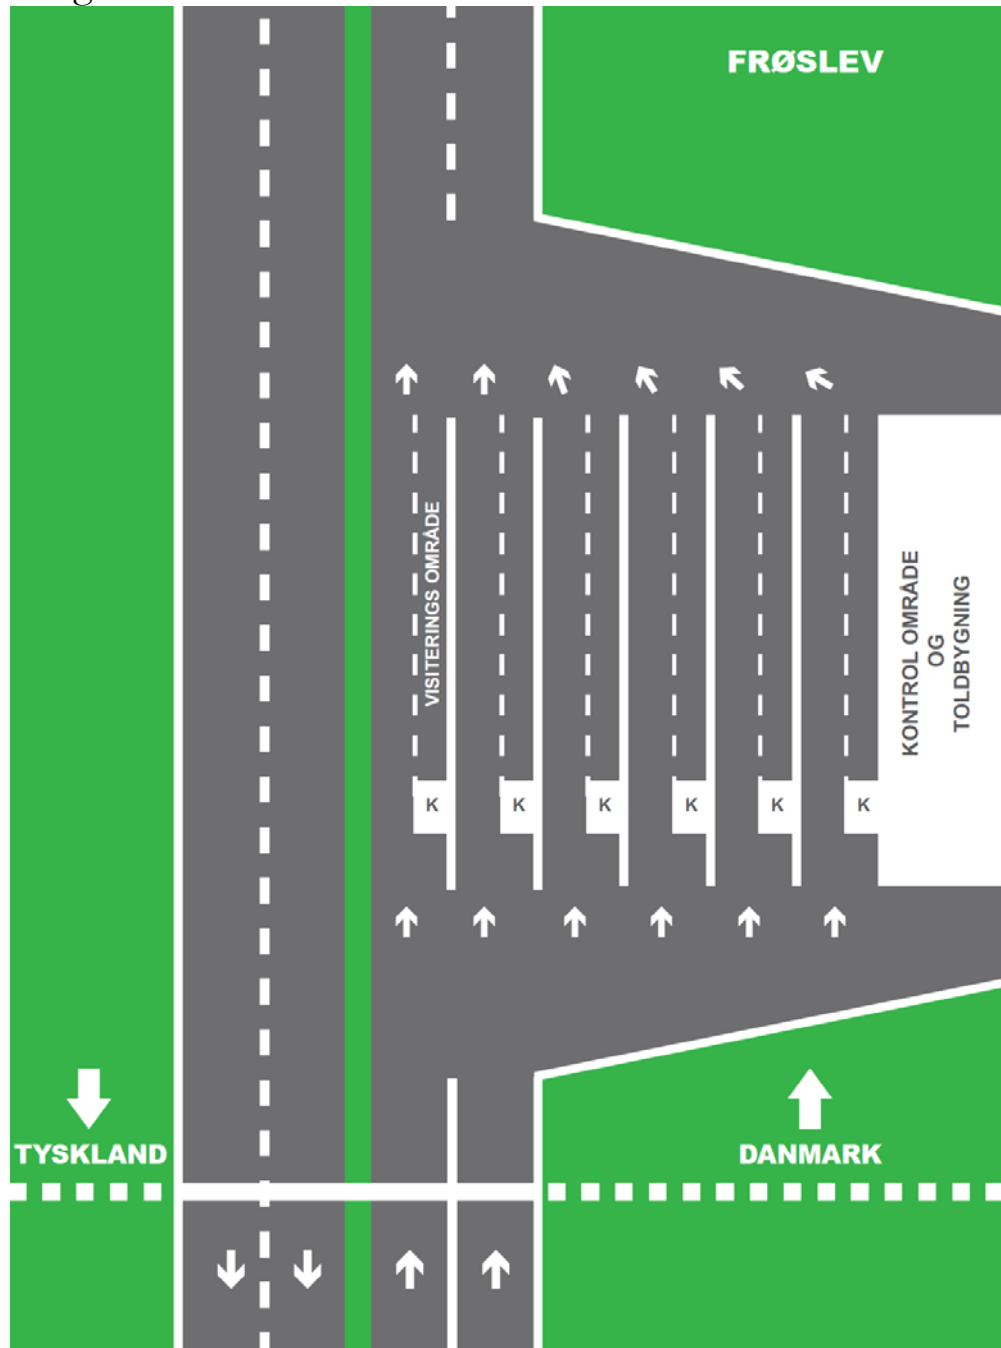 FRØSLEV
VISITERINGS OMRÅDE
KONTROL OMRÅDE
OG
TOLDBYGNING
K
K
K
K
K
K
TYSKLAND
DANMARK